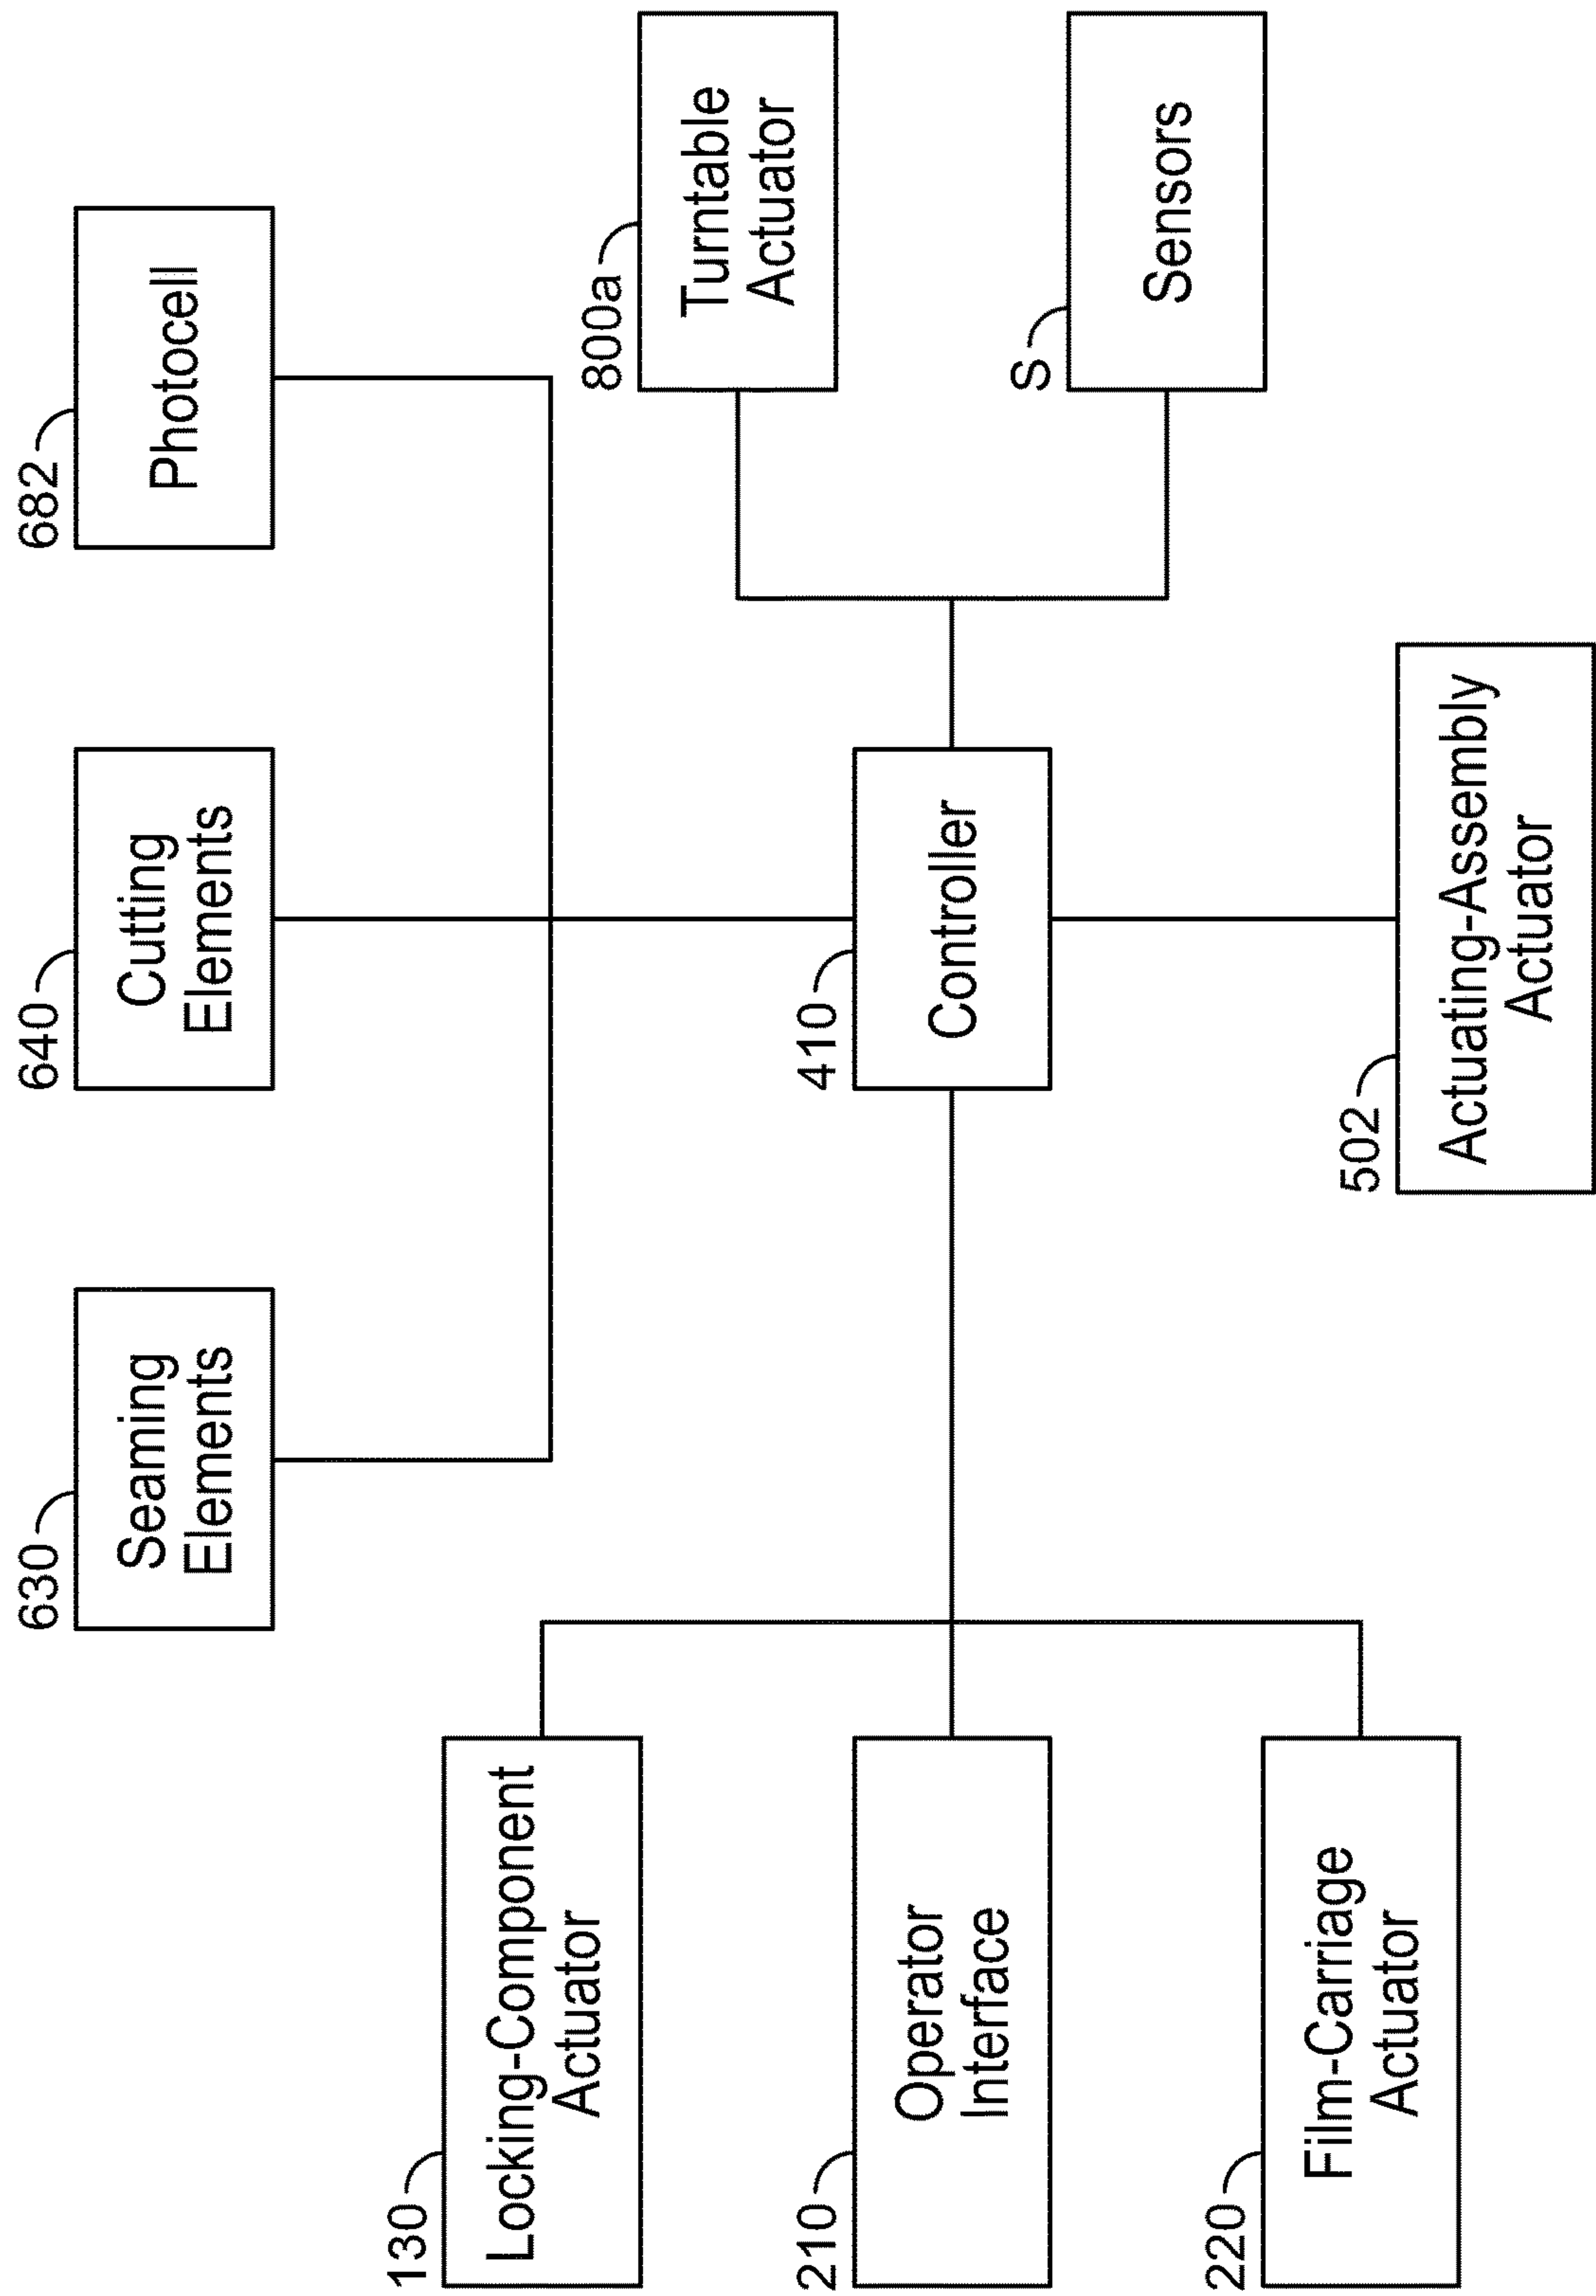 630
Seaming
Elements
640
Cutting
Elements
682
Photocell
130
Locking-Component
Actuator
800a
Turntable
Actuator
210
Operator
Interface
410
Controller
S
Sensors
220
Film-Carriage
Actuator
502
Actuating-Assembly
Actuator